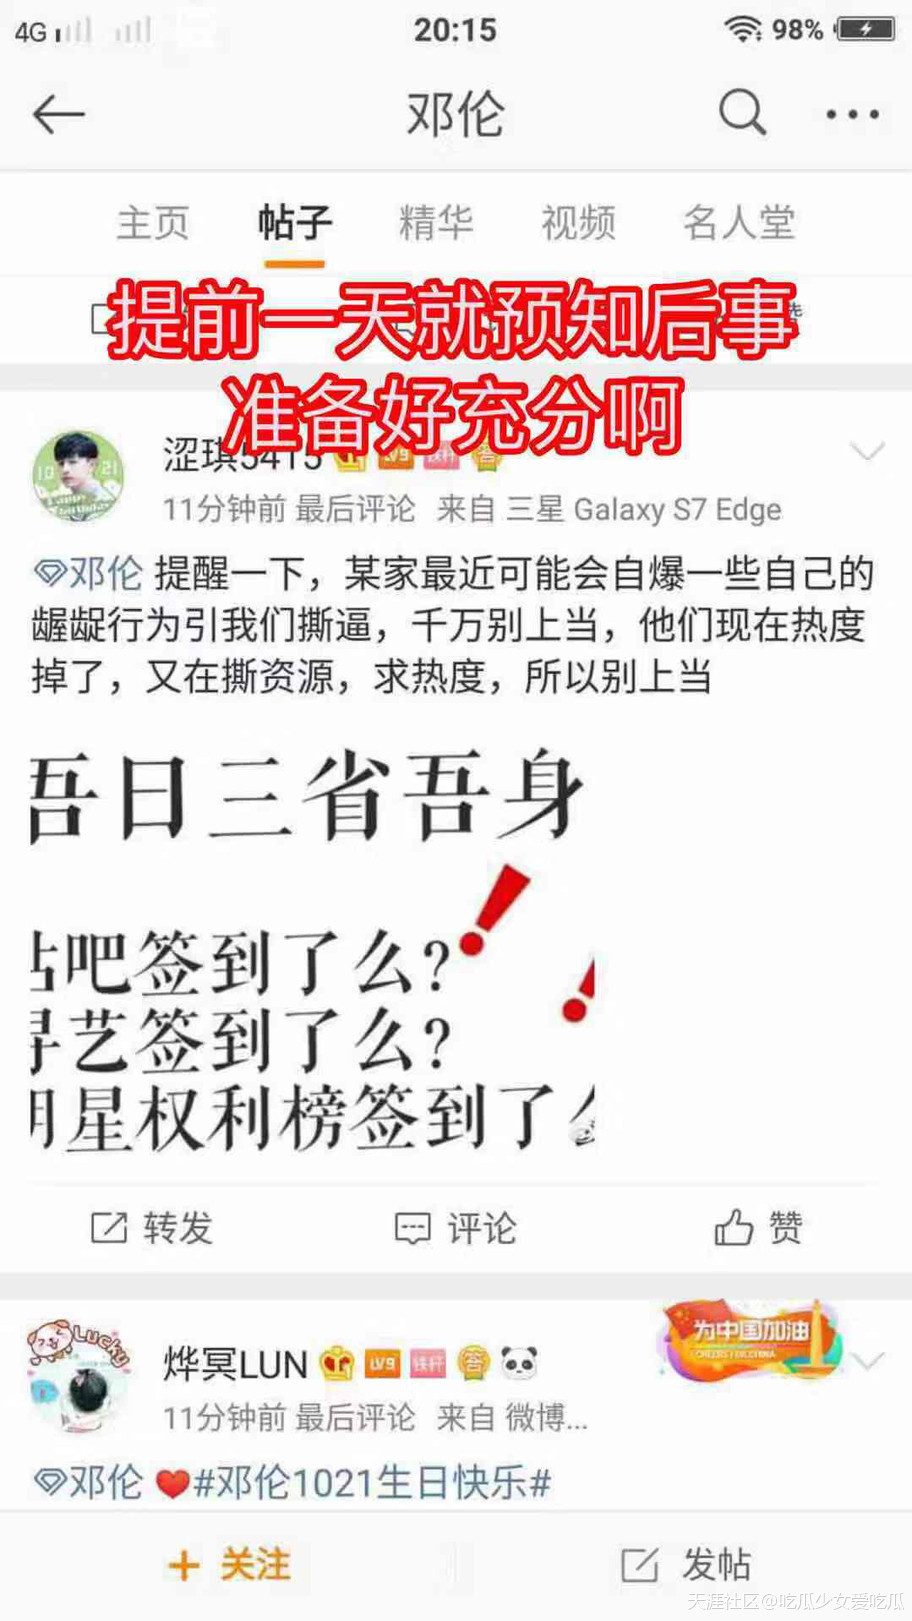 4G
20:15
98%
邓伦
主页 帖子 精华 视频 名人堂
提前一天就预知后事
准备好充分啊
涩琪5415 LV9 铁杆 答
11分钟前 最后评论 来自 三星 Galaxy S7 Edge
邓伦 提醒一下，某家最近可能会自爆一些自己的
龌龊行为引我们撕逼，千万别上当，他们现在热度
掉了，又在撕资源，求热度，所以别上当
吾日三省吾身
贴吧签到了么？
寻艺签到了么？
明星权利榜签到了么
转发 评论 赞
Lucky
烨冥LUN LV9 铁杆 答
为中国加油
11分钟前 最后评论 来自 微博...
邓伦 ❤️#邓伦1021生日快乐#
+ 关注 发帖
天涯社区@吃瓜少女爱吃瓜